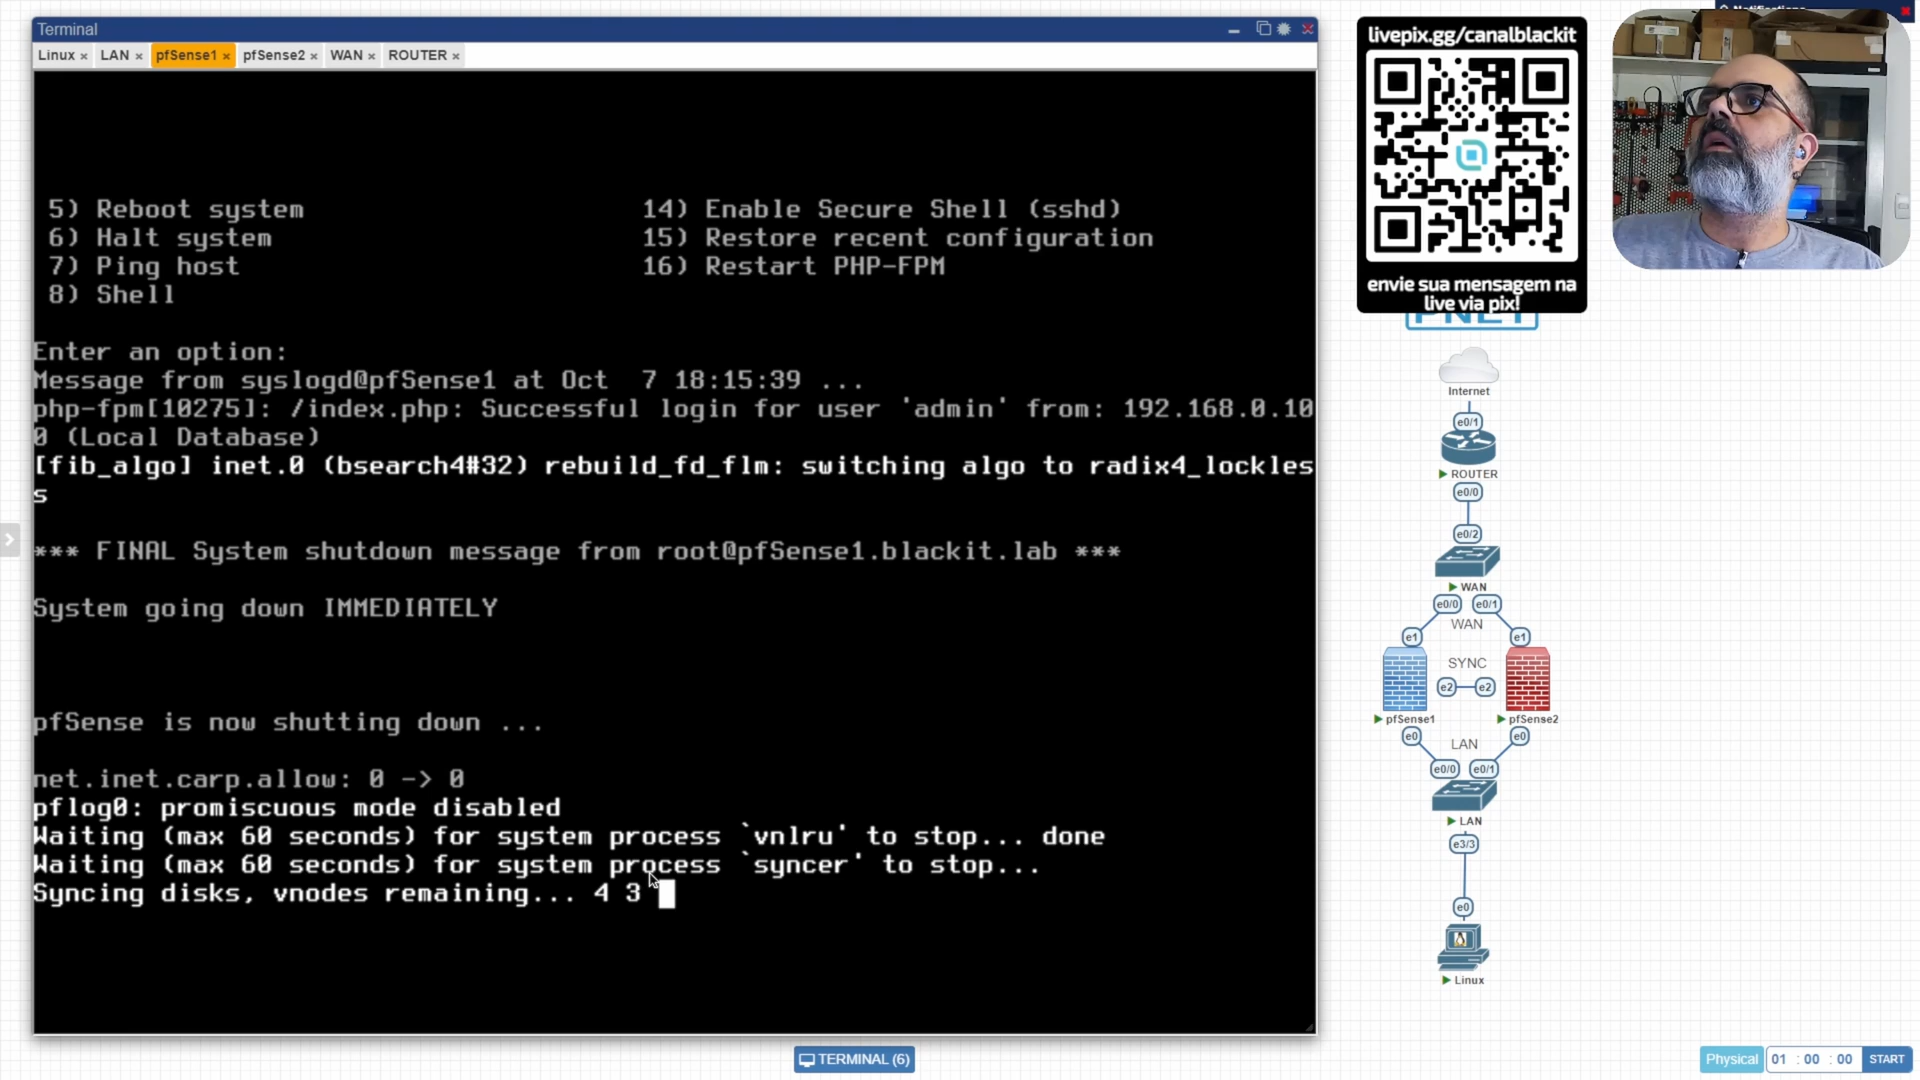 Terminal
Notifications
Linux × LAN × pfSense1 × pfSense2 × WAN × ROUTER ×
5) Reboot system 14) Enable Secure Shell (sshd)
6) Halt system 15) Restore recent configuration
7) Ping host 16) Restart PHP-FPM
8) Shell
Enter an option:
Message from syslogd@pfSense1 at Oct  7 18:15:39 ...
php-fpm[10275]: /index.php: Successful login for user 'admin' from: 192.168.0.10
0 (Local Database)
[fib_algo] inet.0 (bsearch4#32) rebuild_fd_flm: switching algo to radix4_lockles
s
*** FINAL System shutdown message from root@pfSense1.blackit.lab ***
System going down IMMEDIATELY
pfSense is now shutting down ...
net.inet.carp.allow: 0 -> 0
pflog0: promiscuous mode disabled
Waiting (max 60 seconds) for system process `vnlru' to stop... done
Waiting (max 60 seconds) for system process `syncer' to stop...
Syncing disks, vnodes remaining... 4 3
livepix.gg/canalblackit
envie sua mensagem na
live via pix!
PNET
Internet
e0/1
ROUTER
e0/0
e0/2
WAN
e0/0 e0/1
WAN
e1 e1
SYNC
e2 e2
pfSense1 pfSense2
e0 e0
LAN
e0/0 e0/1
LAN
e3/3
e0
Linux
TERMINAL (6)
Physical 01 : 00 : 00 START